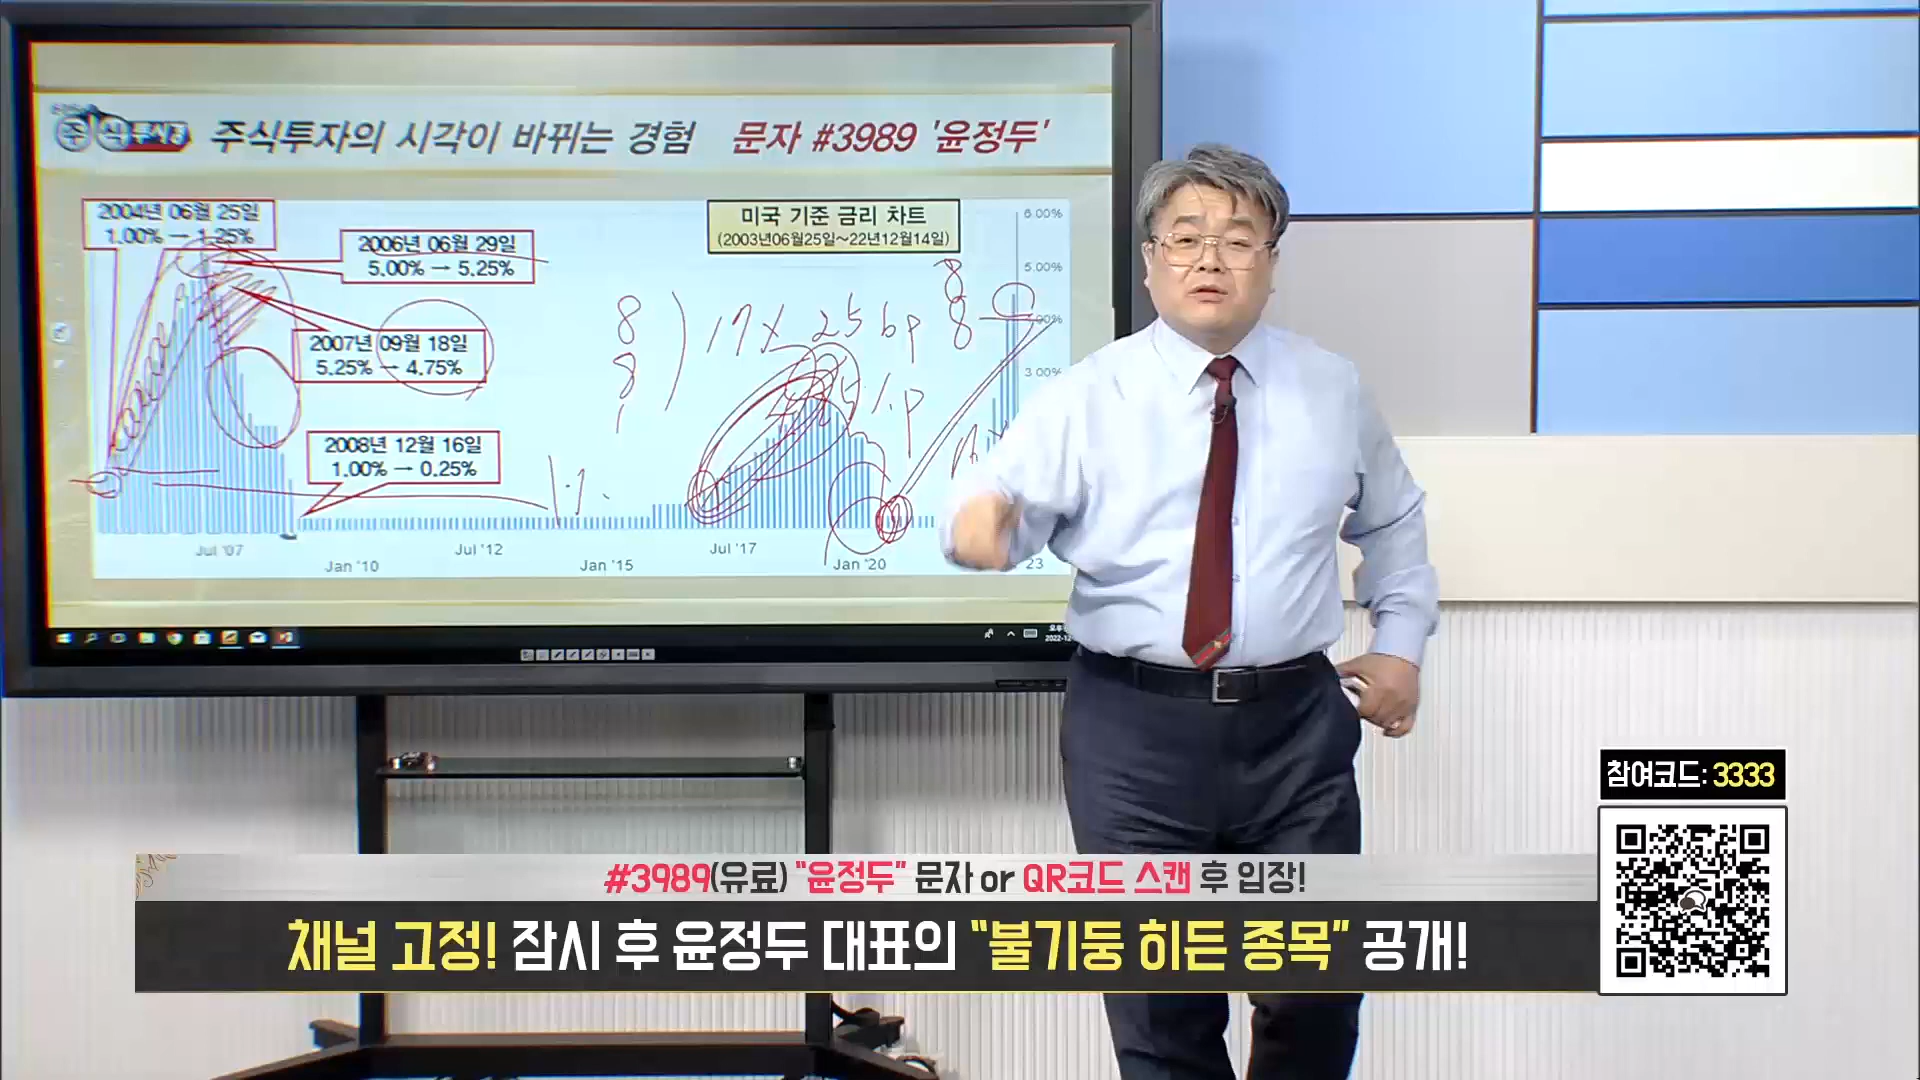 주식투자의 시각이 바뀌는 경험 문자 #3989 '윤정두'
2004년 06월 25일
1.00% → 1.25%
2006년 06월 29일
5.00% → 5.25%
미국 기준 금리 차트
(2003년06월25일~22년12월14일)
2007년 09월 18일
5.25% → 4.75%
2008년 12월 16일
1.00% → 0.25%
6.00%
5.00%
3.00%
8
8
17 x 25 bp
8
8
Jul '07
Jan '10
Jul '12
Jan '15
Jul '17
Jan '20
23
참여코드: 3333
#3989(유료) "윤정두" 문자 or QR코드 스캔 후 입장!
채널 고정! 잠시 후 윤정두 대표의 "불기둥 히든 종목" 공개!